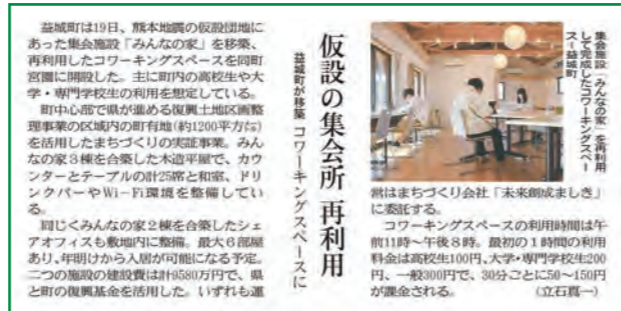 仮設の集会所 再利用
益城町が移築 コワーキングスペースに
益城町は19日、熊本地震の仮設団地に
あった集会施設「みんなの家」を移築、
再利用したコワーキングスペースを同町
宮園に開設した。主に町内の高校生や大
学・専門学校生の利用を想定している。
町中心部で県が進める復興土地区画整
理事業の区域内の町有地(約1200平方㍍)
を活用したまちづくりの実証事業。みん
なの家3棟を合築した木造平屋で、カウ
ンターとテーブルの計25席と和室、ドリ
ンクバーやWi-Fi環境を整備してい
る。
同じくみんなの家2棟を合築したシェ
アオフィスも敷地内に整備。最大6部屋
あり、年明けから入居が可能になる予定。
二つの施設の建設費は計9580万円で、県
と町の復興基金を活用した。いずれも運
営はまちづくり会社「未来創成ましき」
に委託する。
コワーキングスペースの利用時間は午
前11時~午後8時。最初の1時間の利用
料金は高校生100円、大学・専門学校生200
円、一般300円で、30分ごとに50~150円
が課金される。 (立石真一)
集会施設「みんなの家」を再利用
して完成したコワーキングスペー
ス=益城町